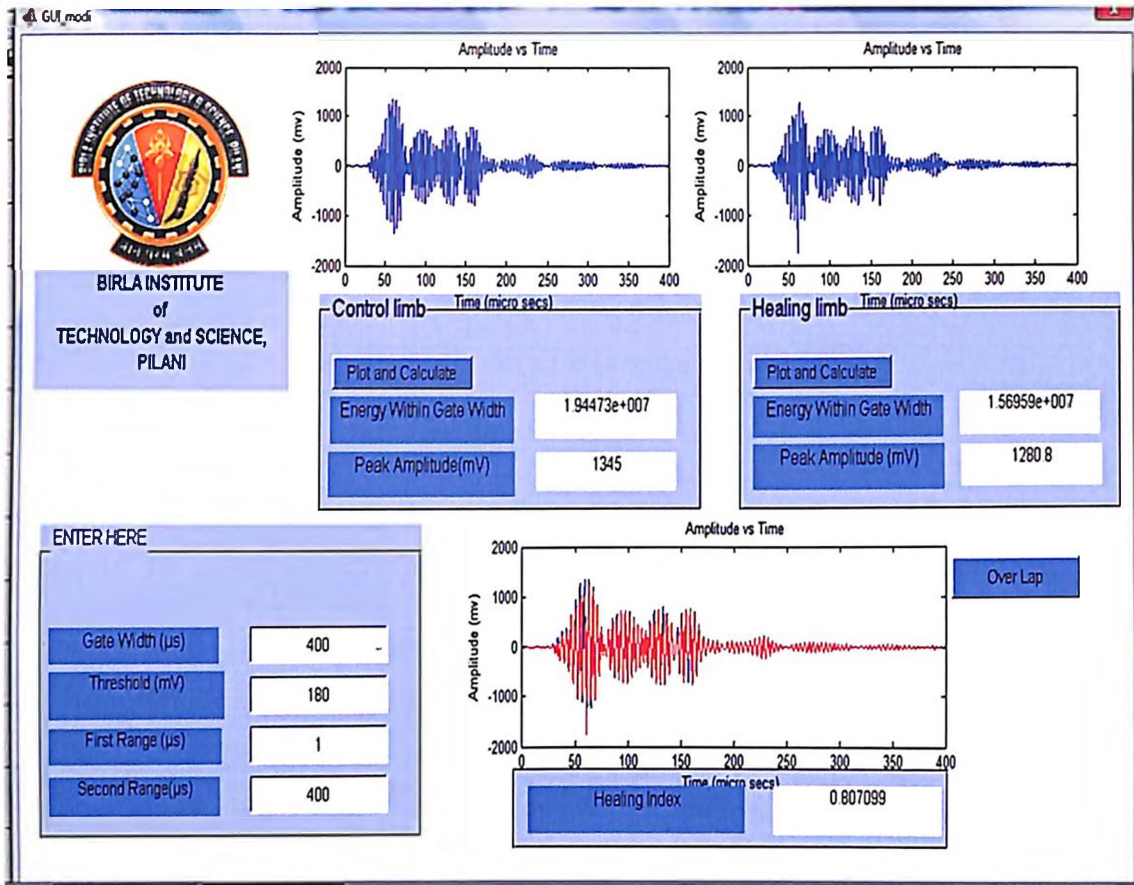 GUI_modi
BIRLA INSTITUTE OF TECHNOLOGY & SCIENCE, PILANI
BIRLA INSTITUTE
of
TECHNOLOGY and SCIENCE,
PILANI
Amplitude vs Time
Amplitude (mv)
2000
1000
0
-1000
-2000
0 50 100 150 200 250 300 350 400
Time (micro secs)
Amplitude vs Time
Amplitude (mv)
2000
1000
0
-1000
-2000
0 50 100 150 200 250 300 350 400
Time (micro secs)
Control limb
Plot and Calculate
Energy Within Gate Width 1.94473e+007
Peak Amplitude(mV) 1345
Healing limb
Plot and Calculate
Energy Within Gate Width 1.56959e+007
Peak Amplitude (mV) 1280.8
ENTER HERE
Gate Width (µs) 400
Threshold (mV) 180
First Range (µs) 1
Second Range(µs) 400
Amplitude vs Time
Amplitude (mv)
2000
1000
0
-1000
-2000
0 50 100 150 200 250 300 350 400
Time (micro secs)
Over Lap
Healing Index 0.807099